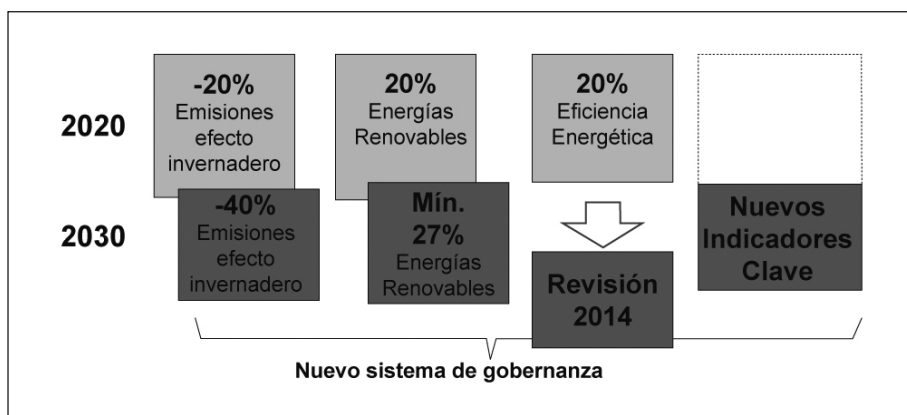 2020
-20%
Emisiones
efecto
invernadero
20%
Energías
Renovables
20%
Eficiencia
Energética
2030
-40%
Emisiones
efecto
invernadero
Mín.
27%
Energías
Renovables
Revisión
2014
Nuevos
Indicadores
Clave
Nuevo sistema de gobernanza